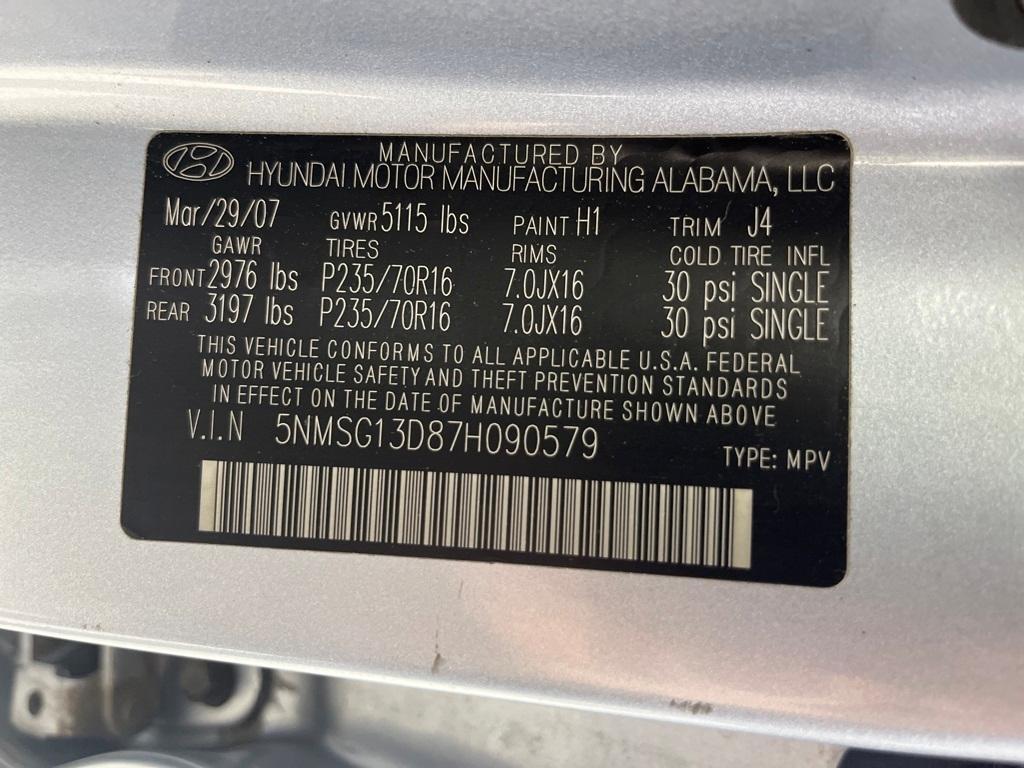 MANUFACTURED BY
HYUNDAI MOTOR MANUFACTURING ALABAMA, LLC
Mar/29/07 GVWR 5115 lbs PAINT H1 TRIM J4
GAWR TIRES RIMS COLD TIRE INFL
FRONT 2976 lbs P235/70R16 7.0JX16 30 psi SINGLE
REAR 3197 lbs P235/70R16 7.0JX16 30 psi SINGLE
THIS VEHICLE CONFORMS TO ALL APPLICABLE U.S.A. FEDERAL
MOTOR VEHICLE SAFETY AND THEFT PREVENTION STANDARDS
IN EFFECT ON THE DATE OF MANUFACTURE SHOWN ABOVE.
V.I.N 5NMSG13D87H090579
TYPE: MPV